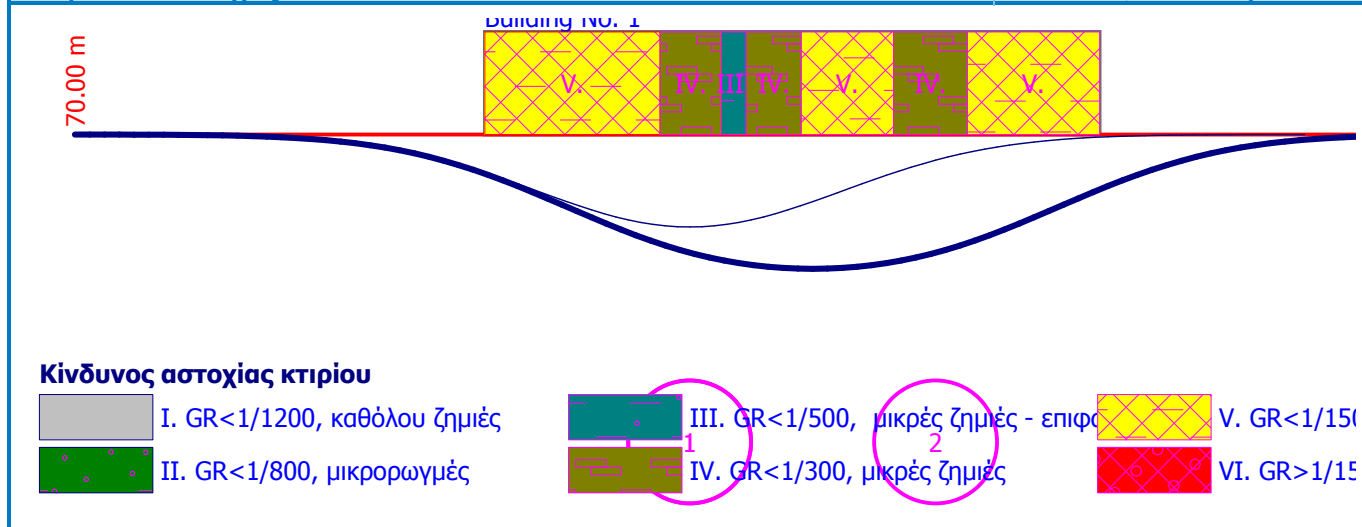 Building No. 1
70.00 m
V. IV. III IV. V. IV. V.
Κίνδυνος αστοχίας κτιρίου
I. GR<1/1200, καθόλου ζημιές
III. GR<1/500, μικρές ζημιές - επιφα
V. GR<1/150
1 2
II. GR<1/800, μικρορωγμές
IV. GR<1/300, μικρές ζημιές
VI. GR>1/15